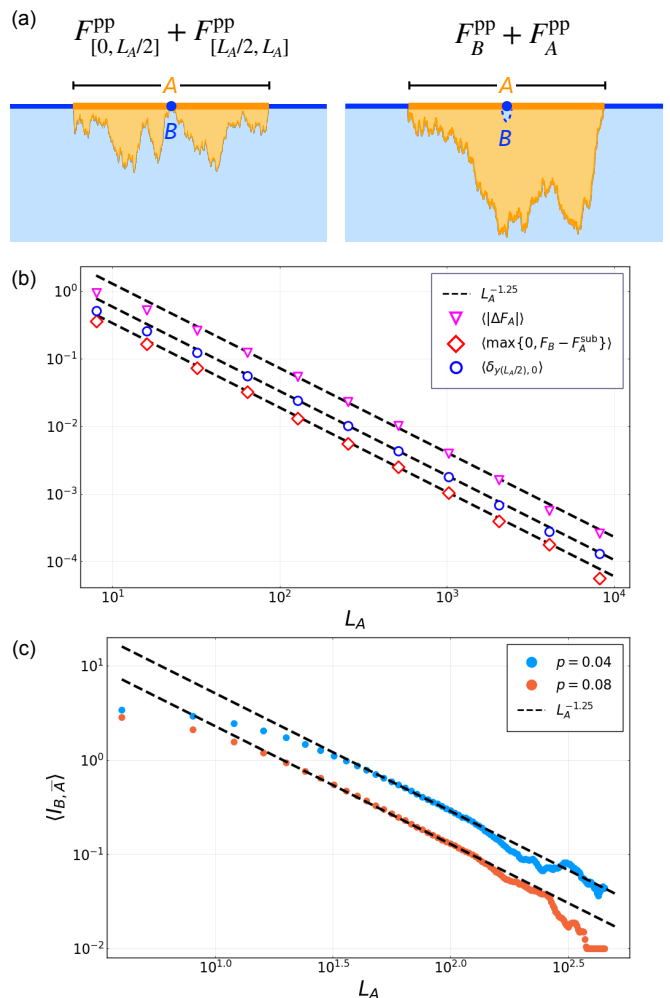 (a)
F^pp_[0, L_A/2] + F^pp_[L_A/2, L_A]
F^pp_B + F^pp_A
A
B
A
B
(b)
10^0
10^−1
10^−2
10^−3
10^−4
L_A^−1.25
⟨|ΔF_A|⟩
⟨max{0, F_B − F_A^sub}⟩
⟨δ_y(L_A/2), 0⟩
10^1
10^2
10^3
10^4
L_A
(c)
⟨I_B, A̅⟩
10^1
10^0
10^−1
10^−2
p = 0.04
p = 0.08
L_A^−1.25
10^1.0
10^1.5
10^2.0
10^2.5
L_A